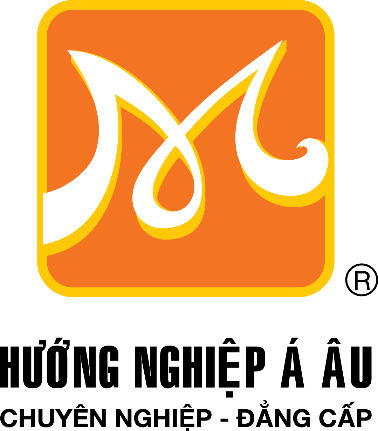 ®
HƯỚNG NGHIỆP Á ÂU
CHUYÊN NGHIỆP - ĐẲNG CẤP